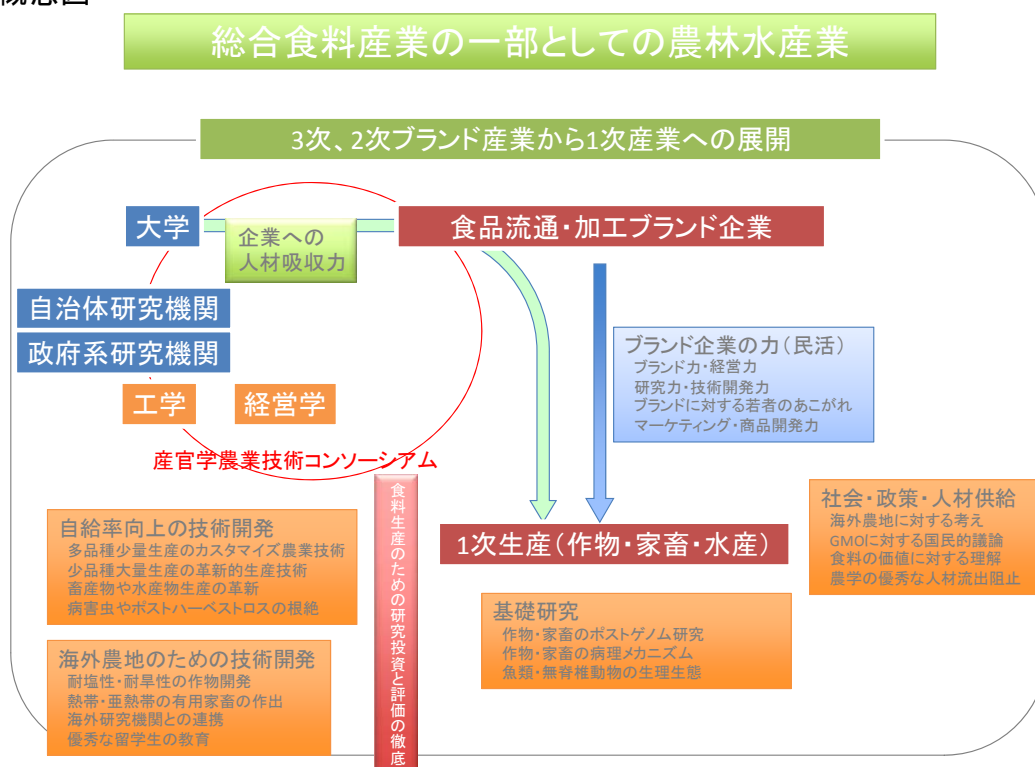 総合食料産業の一部としての農林水産業
3次、2次ブランド産業から1次産業への展開
大学
企業への
人材吸収力
食品流通・加工ブランド企業
自治体研究機関
政府系研究機関
工学
経営学
産官学農業技術コンソーシアム
ブランド企業の力(民活)
ブランド力・経営力
研究力・技術開発力
ブランドに対する若者のあこがれ
マーケティング・商品開発力
食料生産のための研究投資と評価の徹底
1次生産(作物・家畜・水産)
社会・政策・人材供給
海外農地に対する考え
GMOに対する国民的議論
食料の価値に対する理解
農学の優秀な人材流出阻止
自給率向上の技術開発
多品種少量生産のカスタマイズ農業技術
少品種大量生産の革新的生産技術
畜産物や水産物生産の革新
病害虫やポストハーベストロスの根絶
基礎研究
作物・家畜のポストゲノム研究
作物・家畜の病理メカニズム
魚類・無脊椎動物の生理生態
海外農地のための技術開発
耐塩性・耐旱性の作物開発
熱帯・亜熱帯の有用家畜の作出
海外研究機関との連携
優秀な留学生の教育